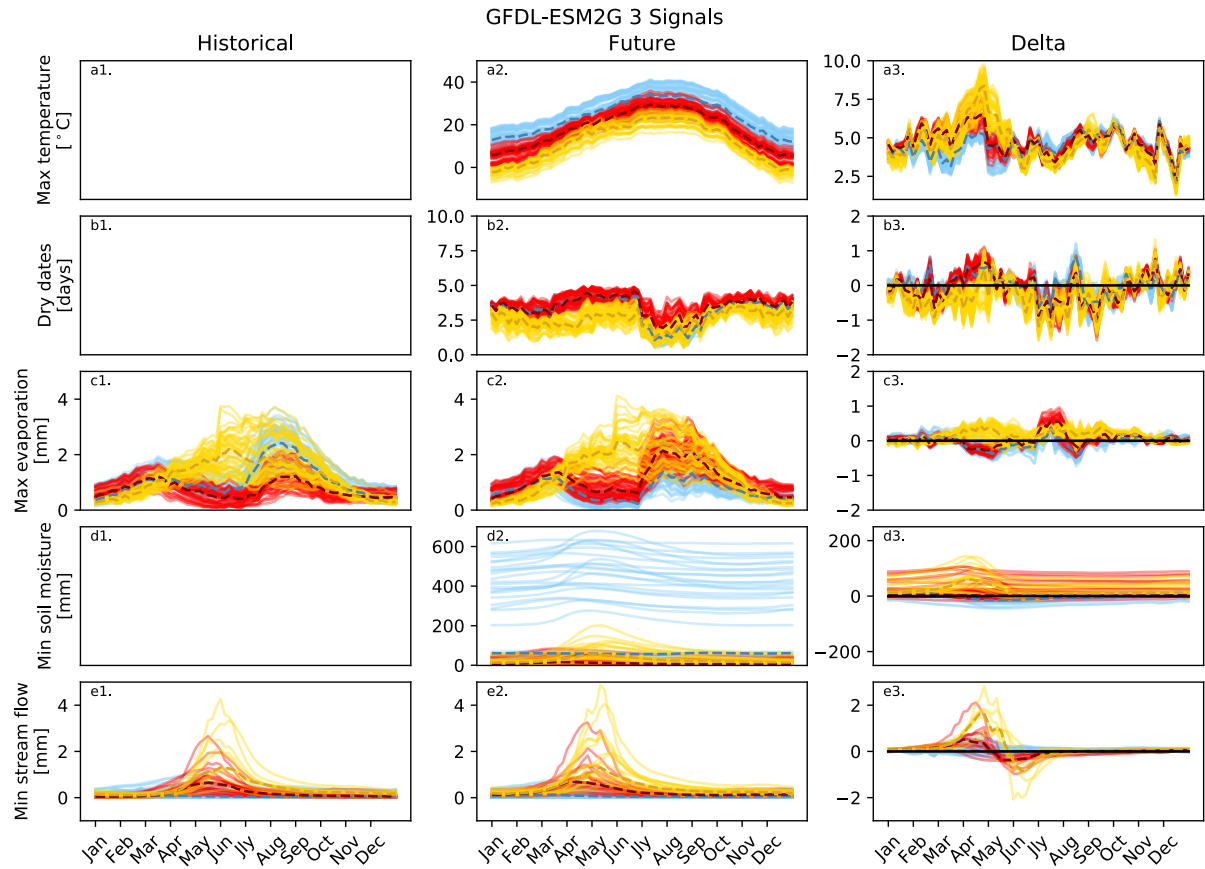 GFDL-ESM2G 3 Signals
Historical Future Delta
Max temperature
[°C]
a1. a2. a3.
40
20
0
10.0
7.5
5.0
2.5
Dry dates
[days]
b1. b2. b3.
10.0
7.5
5.0
2.5
0.0
2
1
0
−1
−2
Max evaporation
[mm]
c1. c2. c3.
4
2
0
4
2
0
2
1
0
−1
−2
Min soil moisture
[mm]
d1. d2. d3.
600
400
200
0
200
0
−200
Min stream flow
[mm]
e1. e2. e3.
4
2
0
4
2
0
2
0
−2
Jan Feb Mar Apr May Jun Jly Aug Sep Oct Nov Dec
Jan Feb Mar Apr May Jun Jly Aug Sep Oct Nov Dec
Jan Feb Mar Apr May Jun Jly Aug Sep Oct Nov Dec